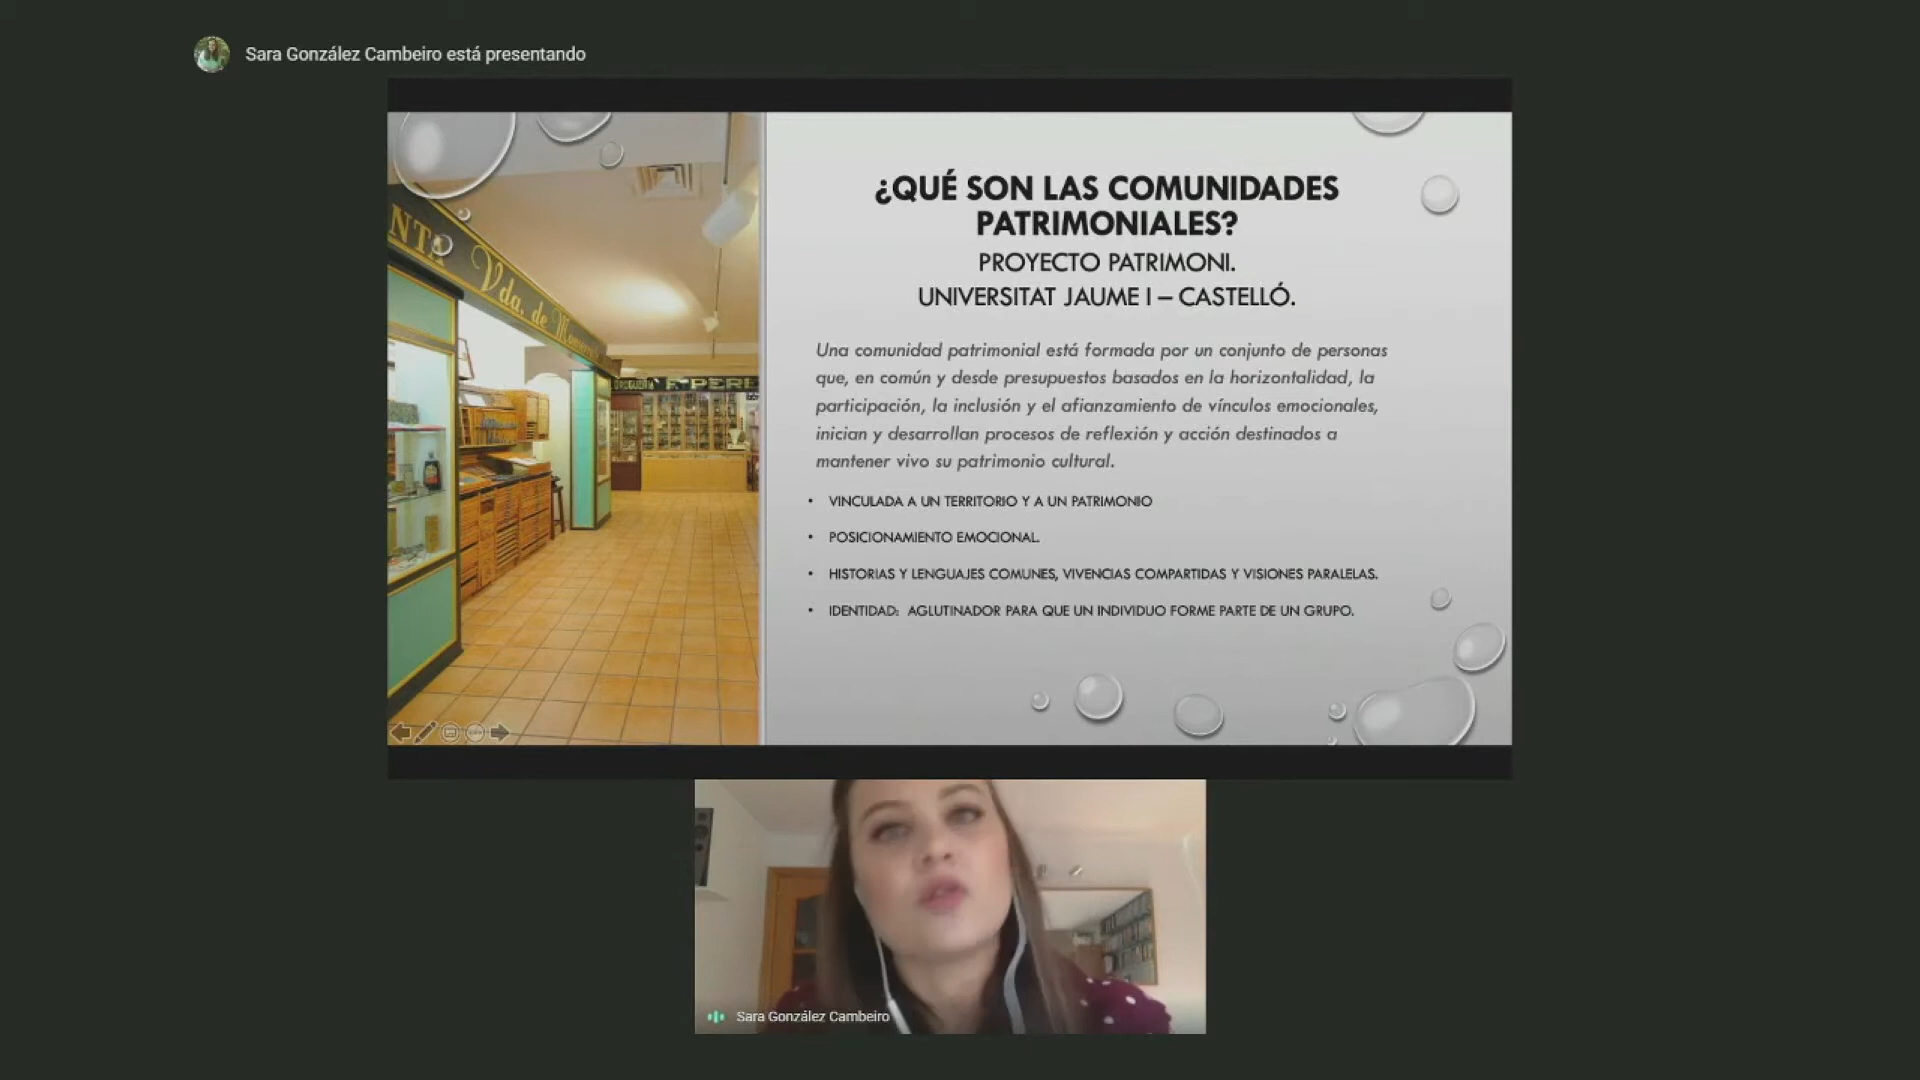 Sara González Cambeiro está presentando
NTA Vda. de
F. PERE
¿QUÉ SON LAS COMUNIDADES
PATRIMONIALES?
PROYECTO PATRIMONI.
UNIVERSITAT JAUME I – CASTELLÓ.
Una comunidad patrimonial está formada por un conjunto de personas
que, en común y desde presupuestos basados en la horizontalidad, la
participación, la inclusión y el afianzamiento de vínculos emocionales,
inician y desarrollan procesos de reflexión y acción destinados a
mantener vivo su patrimonio cultural.
• VINCULADA A UN TERRITORIO Y A UN PATRIMONIO
• POSICIONAMIENTO EMOCIONAL.
• HISTORIAS Y LENGUAJES COMUNES, VIVENCIAS COMPARTIDAS Y VISIONES PARALELAS.
• IDENTIDAD: AGLUTINADOR PARA QUE UN INDIVIDUO FORME PARTE DE UN GRUPO.
Sara González Cambeiro